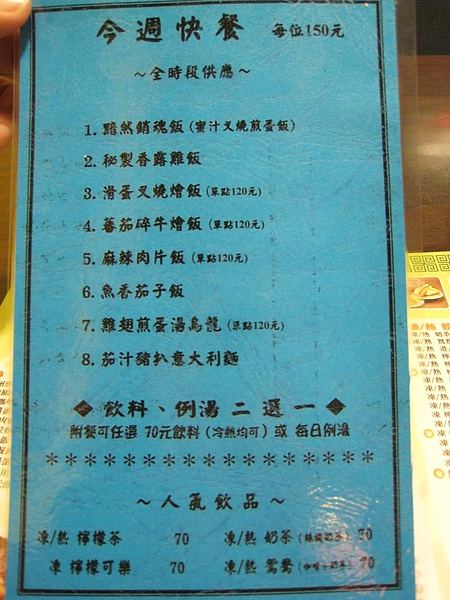 今週快餐 每位150元
～全時段供應～
1. 黯然銷魂飯(蜜汁叉燒煎蛋飯)
2. 秘製香露雞飯
3. 滑蛋叉燒燴飯(單點120元)
4. 蕃茄碎牛燴飯(單點120元)
5. 麻辣肉片飯(單點120元)
6. 魚香茄子飯
7. 雞翅煎蛋湯烏龍(單點120元)
8. 茄汁豬扒意大利麵
◆飲料、例湯 二 選 一◆
附餐可任選 70元飲料(冷熱均可)或 每日例湯
＊＊＊＊＊＊＊＊＊＊＊＊＊＊＊＊＊＊
～人氣飲品～
凍/熱 檸檬茶 70 凍/熱 奶茶(絲襪奶茶) 70
凍 檸檬可樂 70 凍/熱 鴛鴦(咖啡+奶茶) 70